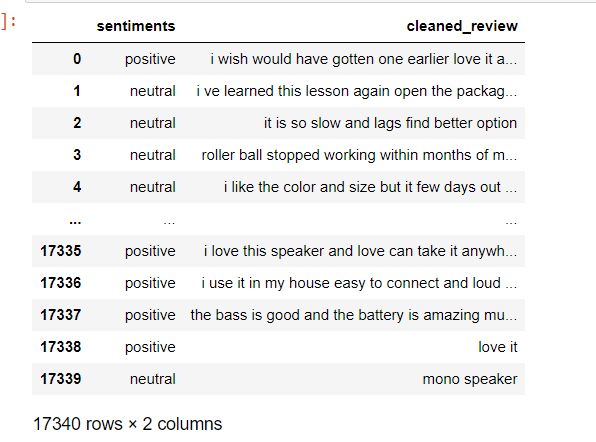 ]:
sentiments cleaned_review
0 positive i wish would have gotten one earlier love it a...
1 neutral i ve learned this lesson again open the packag...
2 neutral it is so slow and lags find better option
3 neutral roller ball stopped working within months of m...
4 neutral i like the color and size but it few days out ...
... ... ...
17335 positive i love this speaker and love can take it anywh...
17336 positive i use it in my house easy to connect and loud ...
17337 positive the bass is good and the battery is amazing mu...
17338 positive love it
17339 neutral mono speaker
17340 rows × 2 columns